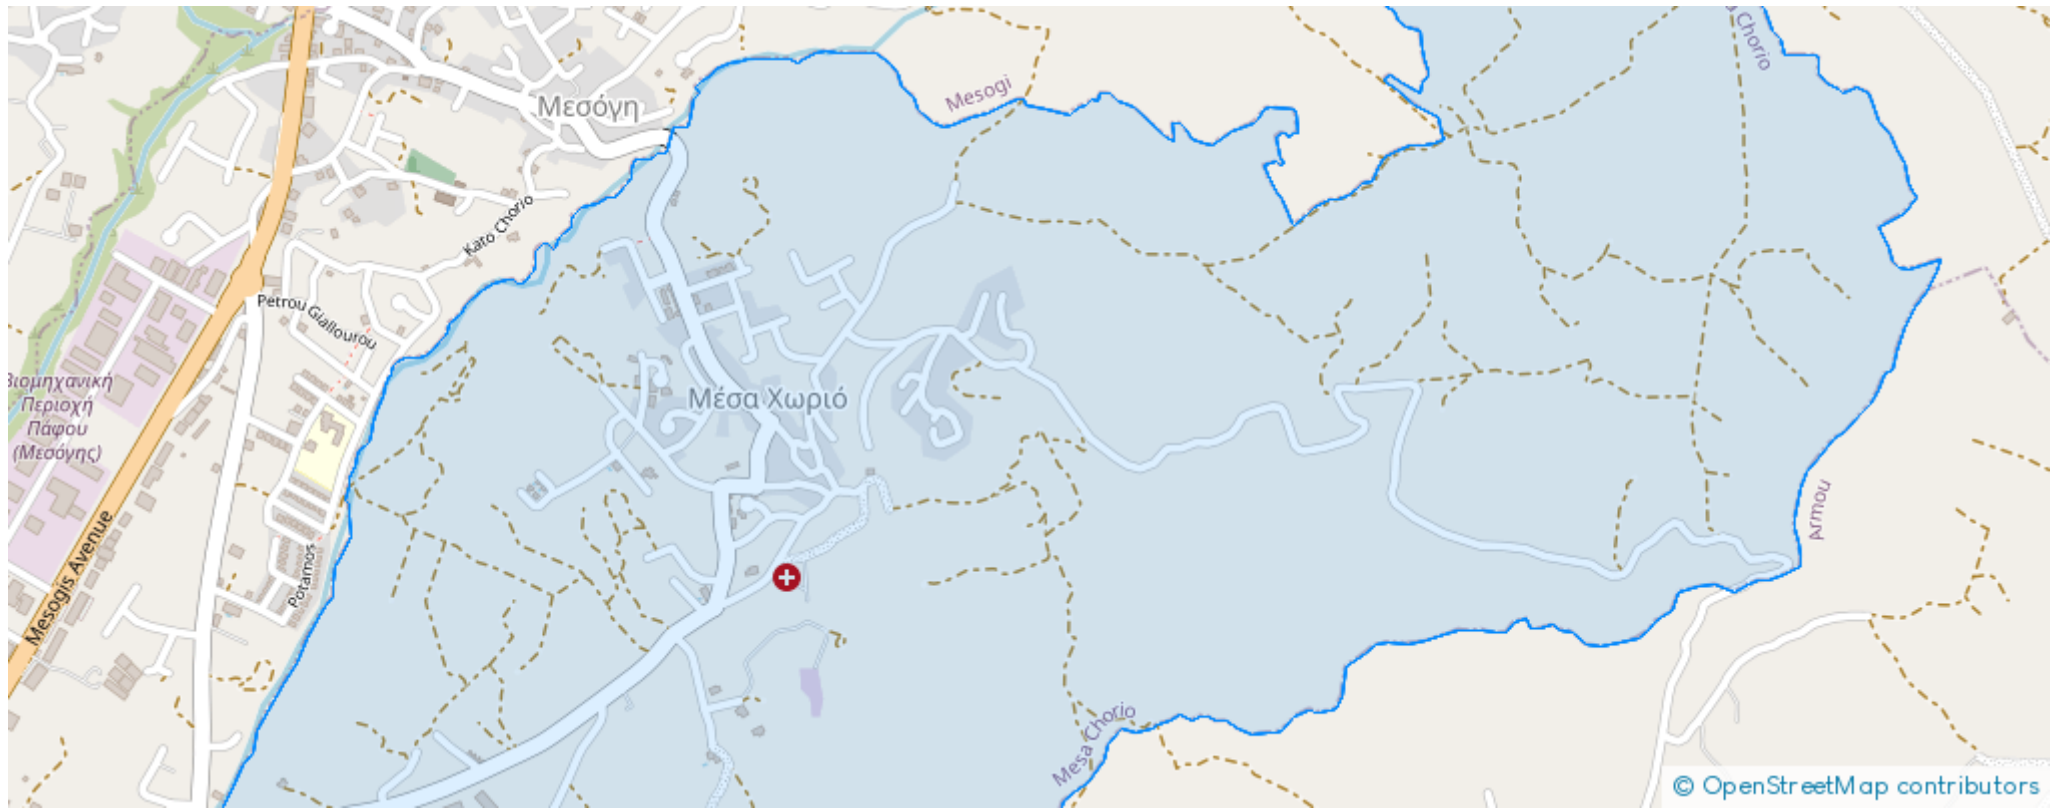 Chorio
Mesogi
Μεσόγη
Kato Chorio
Petrou Giallourou
Βιομηχανική
Περιοχή
Πάφου
(Μεσόγης)
Μέσα Χωριό
Armou
Mesogis Avenue
Potamos
Mesa Chorio
© OpenStreetMap contributors